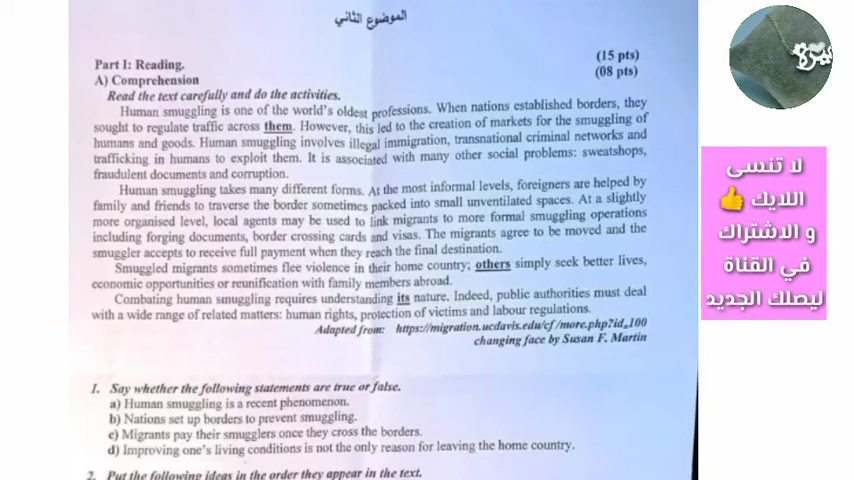 الموضوع الثاني
Part I: Reading. (15 pts)
A) Comprehension (08 pts)
Read the text carefully and do the activities.
Human smuggling is one of the world's oldest professions. When nations established borders, they
sought to regulate traffic across them. However, this led to the creation of markets for the smuggling of
humans and goods. Human smuggling involves illegal immigration, transnational criminal networks and
trafficking in humans to exploit them. It is associated with many other social problems: sweatshops,
fraudulent documents and corruption.
Human smuggling takes many different forms. At the most informal levels, foreigners are helped by
family and friends to traverse the border sometimes packed into small unventilated spaces. At a slightly
more organised level, local agents may be used to link migrants to more formal smuggling operations
including forging documents, border crossing cards and visas. The migrants agree to be moved and the
smuggler accepts to receive full payment when they reach the final destination.
Smuggled migrants sometimes flee violence in their home country; others simply seek better lives,
economic opportunities or reunification with family members abroad.
Combating human smuggling requires understanding its nature. Indeed, public authorities must deal
with a wide range of related matters: human rights, protection of victims and labour regulations.
Adapted from: https://migration.ucdavis.edu/cf/more.php?id_100
changing face by Susan F. Martin
1. Say whether the following statements are true or false.
a) Human smuggling is a recent phenomenon.
b) Nations set up borders to prevent smuggling.
c) Migrants pay their smugglers once they cross the borders.
d) Improving one's living conditions is not the only reason for leaving the home country.
2. Put the following ideas in the order they appear in the text.
لا تنسى
اللايك 👍
و الاشتراك
في القناة
ليصلك الجديد